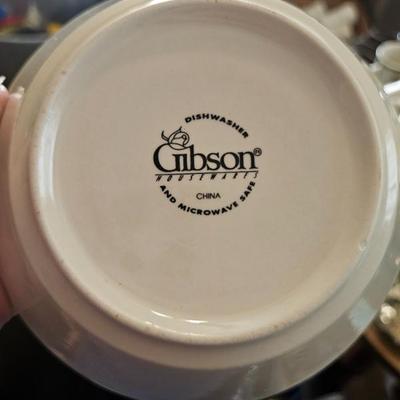 DISHWASHER
Gibson®
HOUSEWARES
CHINA
AND MICROWAVE SAFE